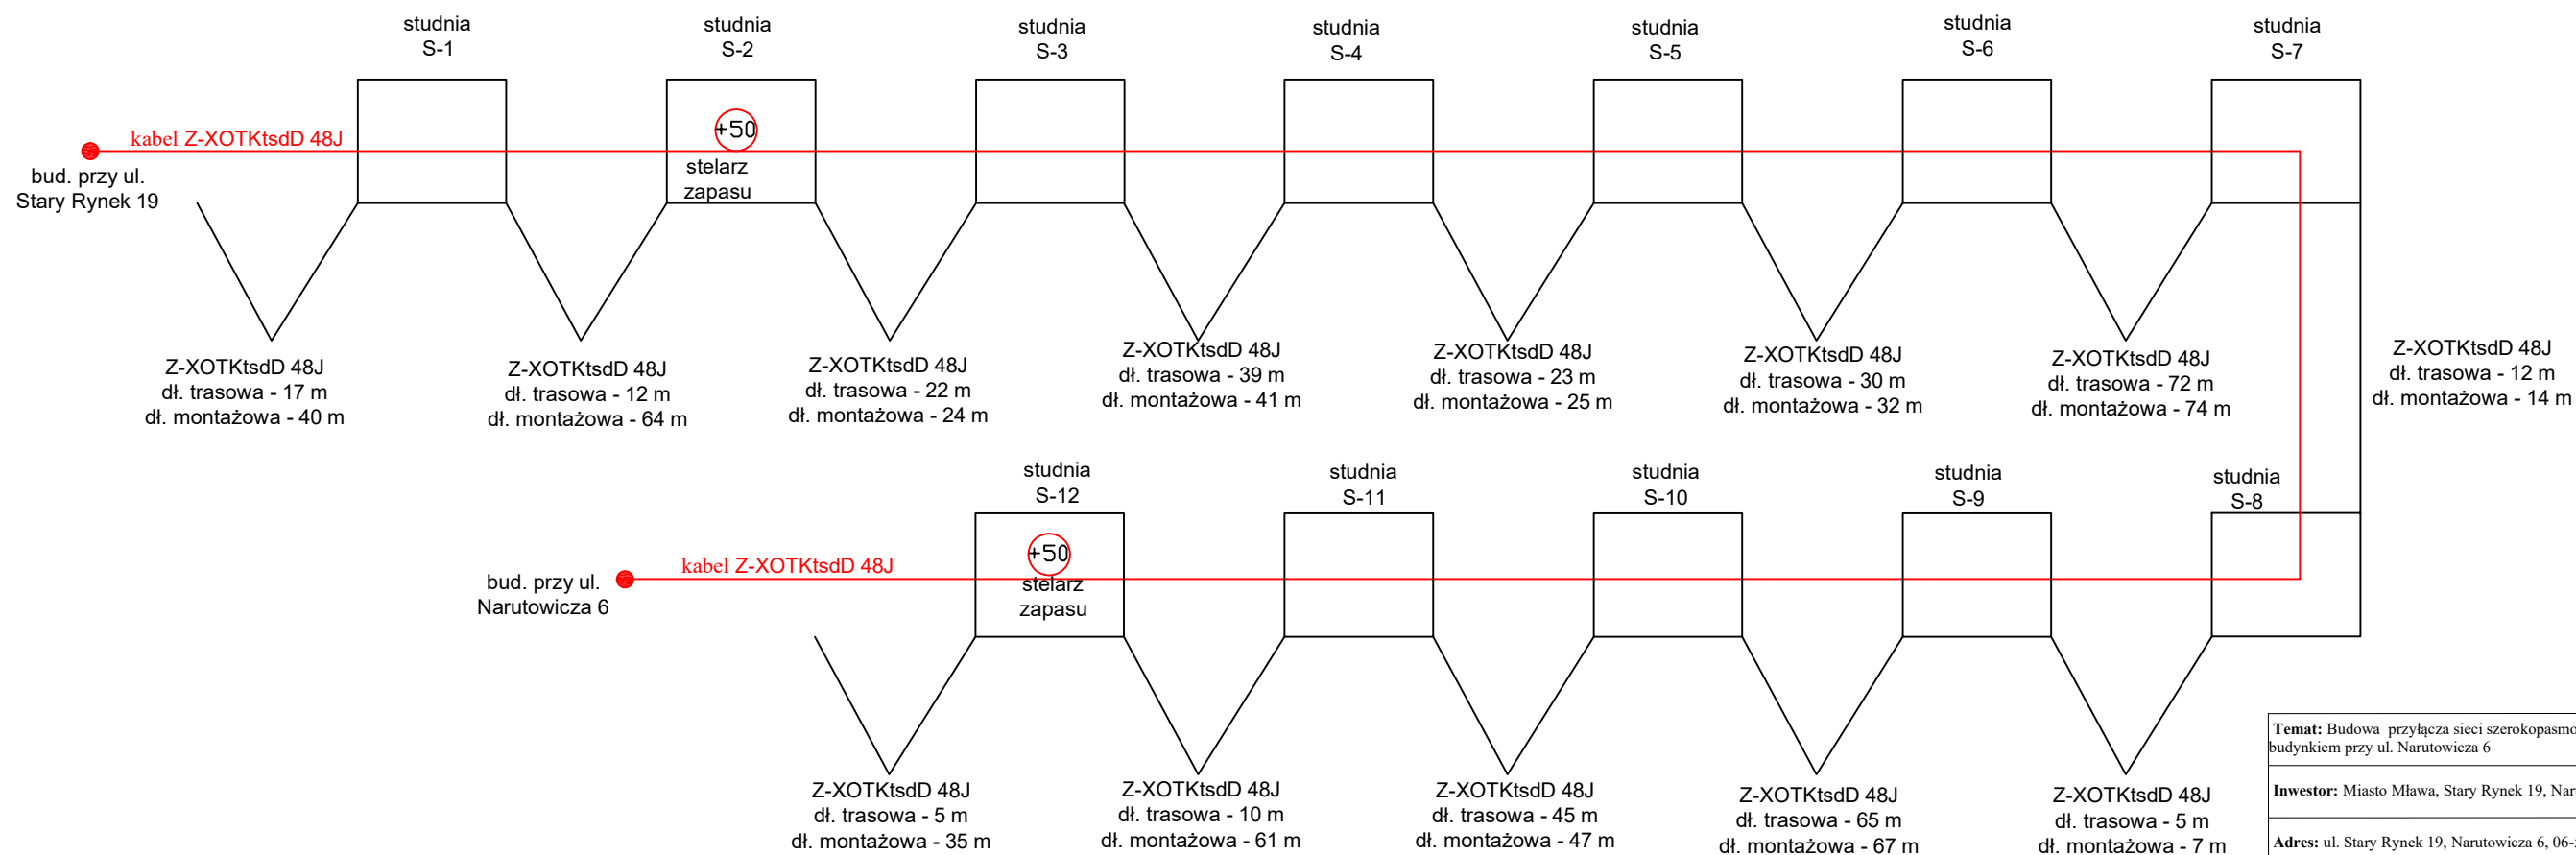 studnia
S-1
studnia
S-2
studnia
S-3
studnia
S-4
studnia
S-5
studnia
S-6
studnia
S-7
kabel Z-XOTKtsdD 48J
+50
stelarz
zapasu
bud. przy ul.
Stary Rynek 19
Z-XOTKtsdD 48J
dł. trasowa - 17 m
dł. montażowa - 40 m
Z-XOTKtsdD 48J
dł. trasowa - 12 m
dł. montażowa - 64 m
Z-XOTKtsdD 48J
dł. trasowa - 22 m
dł. montażowa - 24 m
Z-XOTKtsdD 48J
dł. trasowa - 39 m
dł. montażowa - 41 m
Z-XOTKtsdD 48J
dł. trasowa - 23 m
dł. montażowa - 25 m
Z-XOTKtsdD 48J
dł. trasowa - 30 m
dł. montażowa - 32 m
Z-XOTKtsdD 48J
dł. trasowa - 72 m
dł. montażowa - 74 m
Z-XOTKtsdD 48J
dł. trasowa - 12 m
dł. montażowa - 14 m
studnia
S-12
studnia
S-11
studnia
S-10
studnia
S-9
studnia
S-8
kabel Z-XOTKtsdD 48J
+50
stelarz
zapasu
bud. przy ul.
Narutowicza 6
Z-XOTKtsdD 48J
dł. trasowa - 5 m
dł. montażowa - 35 m
Z-XOTKtsdD 48J
dł. trasowa - 10 m
dł. montażowa - 61 m
Z-XOTKtsdD 48J
dł. trasowa - 45 m
dł. montażowa - 47 m
Z-XOTKtsdD 48J
dł. trasowa - 65 m
dł. montażowa - 67 m
Z-XOTKtsdD 48J
dł. trasowa - 5 m
dł. montażowa - 7 m
Temat: Budowa przyłącza sieci szerokopasmo
budynkiem przy ul. Narutowicza 6
Inwestor: Miasto Mława, Stary Rynek 19, Nar
Adres: ul. Stary Rynek 19, Narutowicza 6, 06-